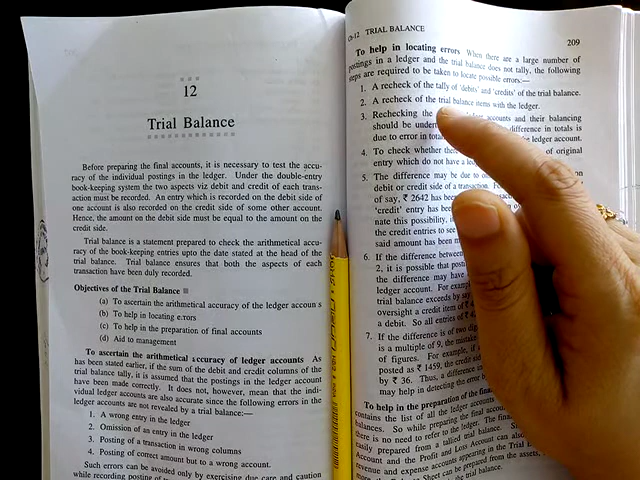 12
Trial Balance
Before preparing the final accounts, it is necessary to test the accu-
racy of the individual postings in the ledger. Under the double-entry
book-keeping system the two aspects viz debit and credit of each trans-
action must be recorded. An entry which is recorded on the debit side of
one account is also recorded on the credit side of some other account.
Hence, the amount on the debit side must be equal to the amount on the
credit side.
Trial balance is a statement prepared to check the arithmetical accu-
racy of the book-keeping entries upto the date stated at the head of the
trial balance. Trial balance ensures that both the aspects of each
transaction have been duly recorded.
Objectives of the Trial Balance
(a) To ascertain the arithmetical accuracy of the ledger accoun s
(b) To help in locating errors
(c) To help in the preparation of final accounts
(d) Aid to management
To ascertain the arithmetical accuracy of ledger accounts As
has been stated earlier, if the sum of the debit and credit columns of the
trial balance tally, it is assumed that the postings in the ledger account
have been made correctly. It does not, however, mean that the indi-
vidual ledger accounts are also accurate since the following errors in the
ledger accounts are not revealed by a trial balance:—
1. A wrong entry in the ledger
2. Omission of an entry in the ledger
3. Posting of a transaction in wrong columns
4. Posting of correct amount but to a wrong account.
Such errors can be avoided only by exercising due care and caution
while recording
Ch-12 TRIAL BALANCE
209
To help in locating errors When there are a large number of
postings in a ledger and the trial balance does not tally, the following
steps are required to be taken to locate possible errors:—
1. A recheck of the tally of 'debits' and 'credits' of the trial balance.
2. A recheck of the trial balance items with the ledger.
3. Rechecking the accounts and their balancing
should be difference in totals is
due to error in ledger account.
4. To check whether of original
entry which do not have a
5. The difference may be due to
debit or credit side of a transaction.
of say, ₹ 2642 has
'credit' entry has
nate this possibility,
the credit entries to see
said amount has been
6. If the difference between
2, it is possible that
the difference may have
ledger account. For
trial balance exceeds by
oversight a credit item of
a debit. So all entries of
7. If the difference is of two
is a multiple of 9, the
of figures. For example, if
posted as ₹ 1459, the credit
by ₹ 36. Thus, a difference
may help in detecting the error
To help in the preparation of the
contains the list of all the ledger
balances. So while preparing the final
there is no need to refer to the ledger. The
easily prepared from a tallied trial balance.
Account and the Profit and Loss Account can
revenue and expense accounts appearing in the Trial
Sheet can be prepared from the
the trial balance.